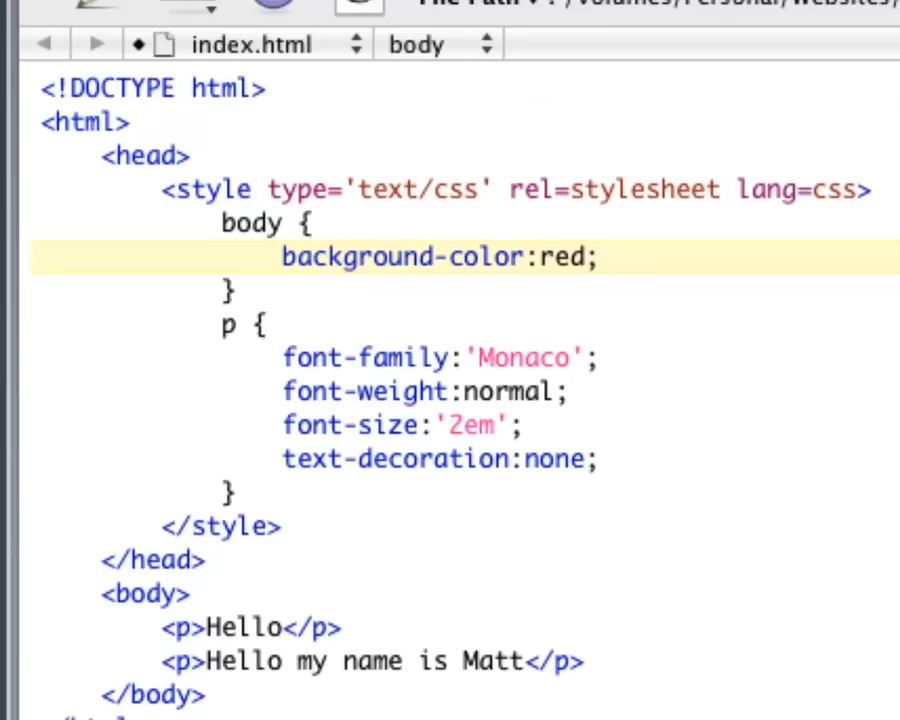 index.html body
<!DOCTYPE html>
<html>
<head>
<style type='text/css' rel=stylesheet lang=css>
body {
background-color:red;
}
p {
font-family:'Monaco';
font-weight:normal;
font-size:'2em';
text-decoration:none;
}
</style>
</head>
<body>
<p>Hello</p>
<p>Hello my name is Matt</p>
</body>